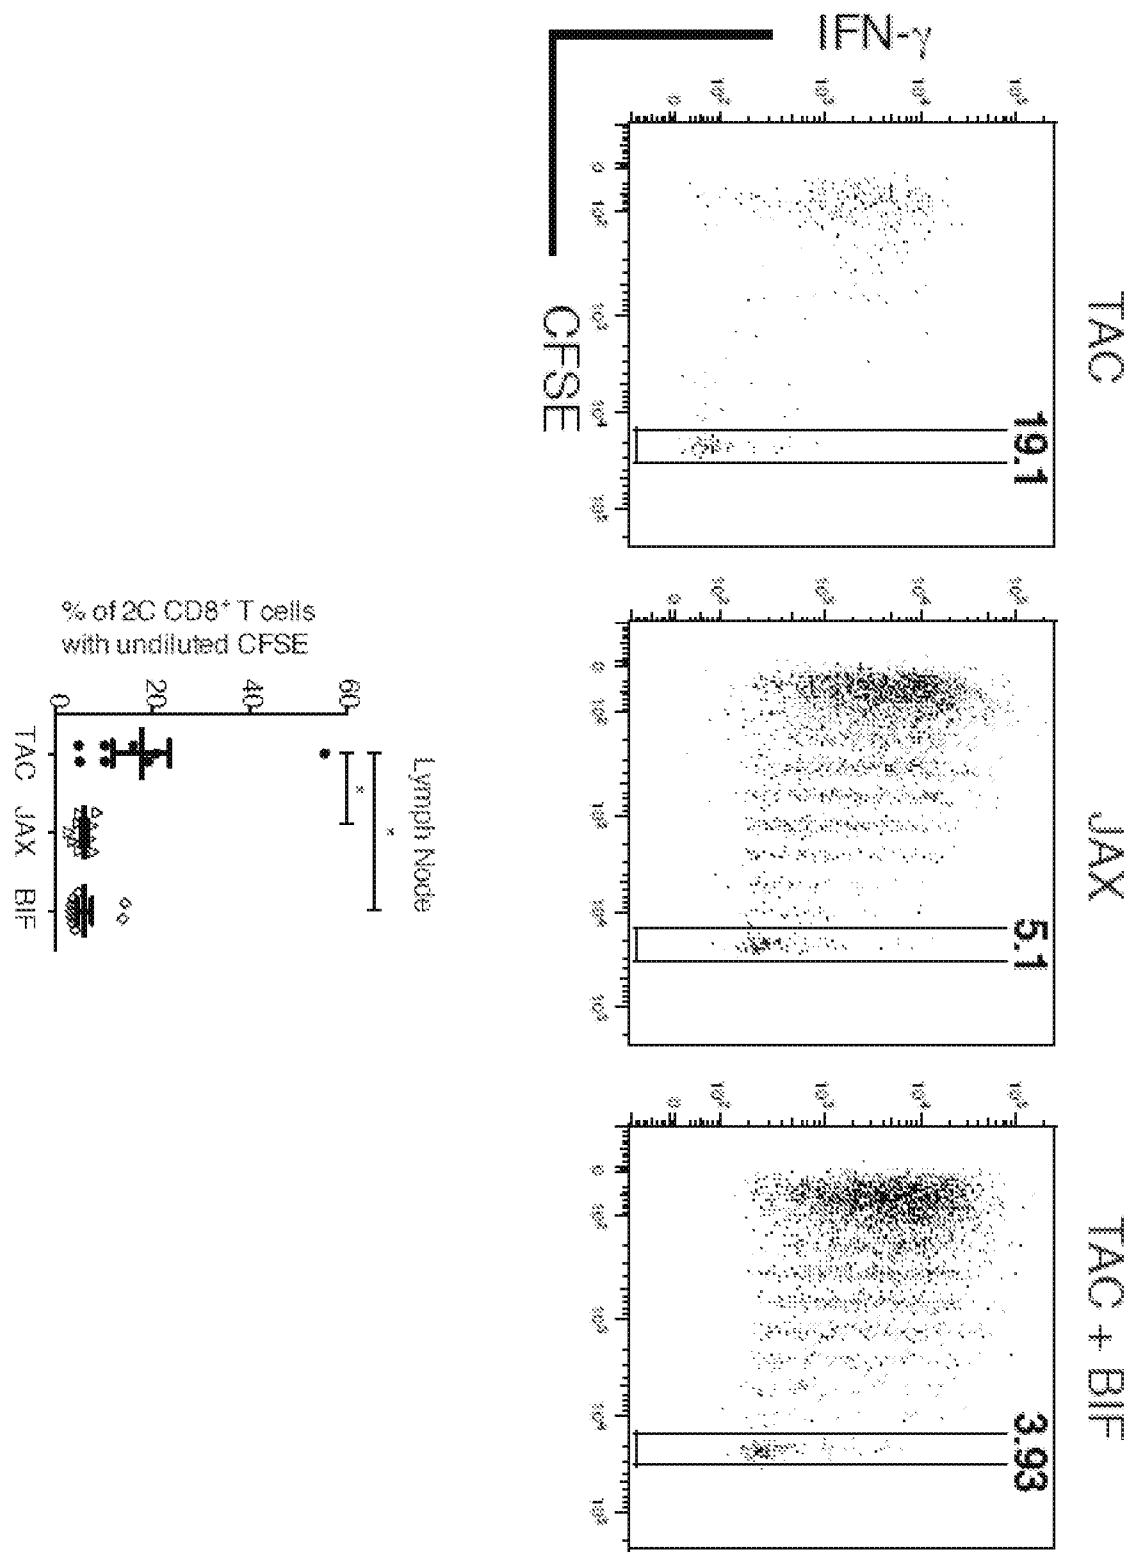 TAC
JAX
TAC + BIF
19.1
5.1
3.93
IFN-γ
CFSE
Lymph Node
% of 2C CD8⁺ T cells
with undiluted CFSE
60
40
20
0
*
*
TAC
JAX
BIF